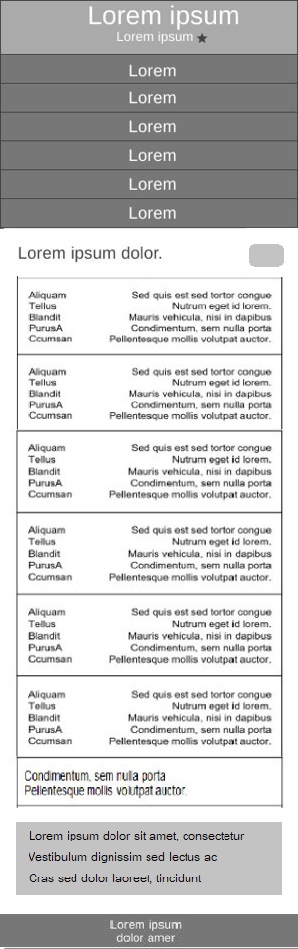 Lorem ipsum
Lorem ipsum
Lorem
Lorem
Lorem
Lorem
Lorem
Lorem
Lorem ipsum dolor.
Aliquam Sed quis est sed tortor congue
Tellus Nutrum eget id lorem.
Blandit Mauris vehicula, nisi in dapibus
PurusA Condimentum, sem nulla porta
Ccumsan Pellentesque mollis volutpat auctor.
Aliquam Sed quis est sed tortor congue
Tellus Nutrum eget id lorem.
Blandit Mauris vehicula, nisi in dapibus
PurusA Condimentum, sem nulla porta
Ccumsan Pellentesque mollis volutpat auctor.
Aliquam Sed quis est sed tortor congue
Tellus Nutrum eget id lorem.
Blandit Mauris vehicula, nisi in dapibus
PurusA Condimentum, sem nulla porta
Ccumsan Pellentesque mollis volutpat auctor.
Aliquam Sed quis est sed tortor congue
Tellus Nutrum eget id lorem.
Blandit Mauris vehicula, nisi in dapibus
PurusA Condimentum, sem nulla porta
Ccumsan Pellentesque mollis volutpat auctor.
Aliquam Sed quis est sed tortor congue
Tellus Nutrum eget id lorem.
Blandit Mauris vehicula, nisi in dapibus
PurusA Condimentum, sem nulla porta
Ccumsan Pellentesque mollis volutpat auctor.
Aliquam Sed quis est sed tortor congue
Tellus Nutrum eget id lorem.
Blandit Mauris vehicula, nisi in dapibus
PurusA Condimentum, sem nulla porta
Ccumsan Pellentesque mollis volutpat auctor.
Condimentum, sem nulla porta
Pellentesque mollis volutpat auctor.
Lorem ipsum dolor sit amet, consectetur
Vestibulum dignissim sed lectus ac
Cras sed dolor laoreet, tincidunt
Lorem ipsum
dolor amer